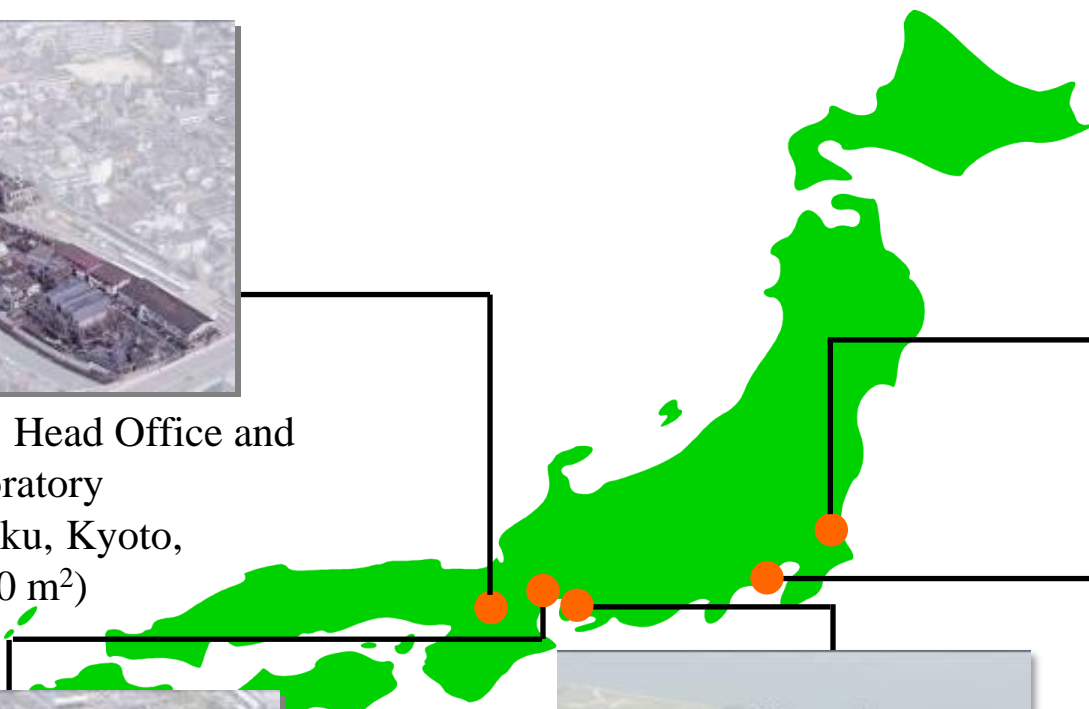 Head Office and
oratory
ku, Kyoto,
0 m²)